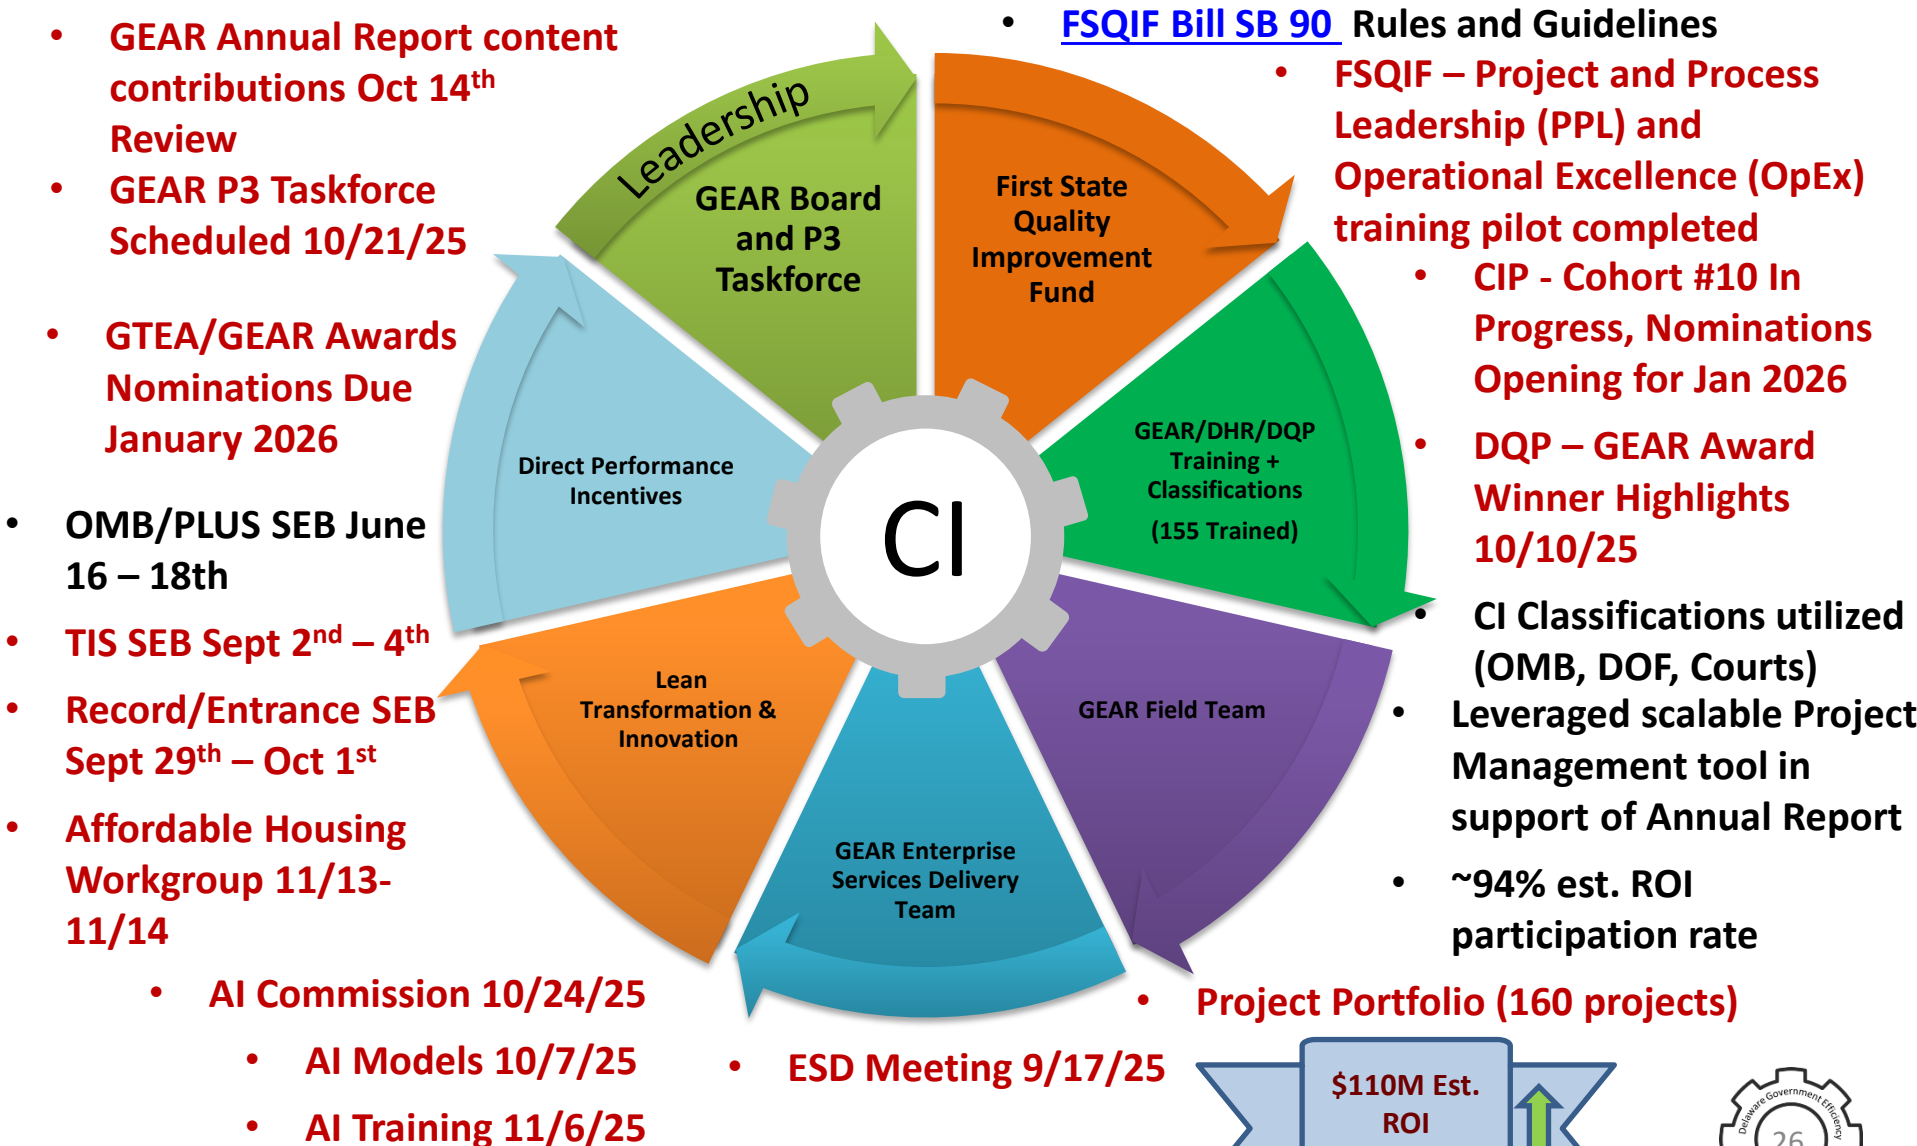 • GEAR Annual Report content
contributions Oct 14th
Review
• GEAR P3 Taskforce
Scheduled 10/21/25
• GTEA/GEAR Awards
Nominations Due
January 2026
• OMB/PLUS SEB June
16 – 18th
• TIS SEB Sept 2nd – 4th
• Record/Entrance SEB
Sept 29th – Oct 1st
• Affordable Housing
Workgroup 11/13-
11/14
• AI Commission 10/24/25
• AI Models 10/7/25
• AI Training 11/6/25
• ESD Meeting 9/17/25
Leadership
GEAR Board
and P3
Taskforce
First State
Quality
Improvement
Fund
GEAR/DHR/DQP
Training +
Classifications
(155 Trained)
GEAR Field Team
GEAR Enterprise
Services Delivery
Team
Lean
Transformation &
Innovation
Direct Performance
Incentives
CI
• FSQIF Bill SB 90 Rules and Guidelines
• FSQIF – Project and Process
Leadership (PPL) and
Operational Excellence (OpEx)
training pilot completed
• CIP - Cohort #10 In
Progress, Nominations
Opening for Jan 2026
• DQP – GEAR Award
Winner Highlights
10/10/25
• CI Classifications utilized
(OMB, DOF, Courts)
• Leveraged scalable Project
Management tool in
support of Annual Report
• ~94% est. ROI
participation rate
• Project Portfolio (160 projects)
$110M Est.
ROI
Delaware Government Efficiency
26